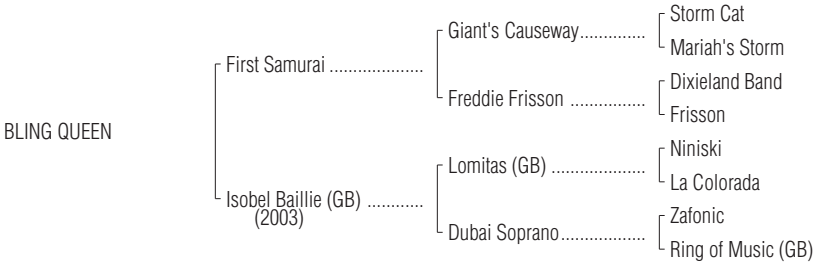 Storm Cat
Giant's Causeway...............
Mariah's Storm
First Samurai .....................
Dixieland Band
Freddie Frisson .................
Frisson
BLING QUEEN
Niniski
Lomitas (GB) .....................
La Colorada
Isobel Baillie (GB) .............
(2003)
Zafonic
Dubai Soprano...................
Ring of Music (GB)